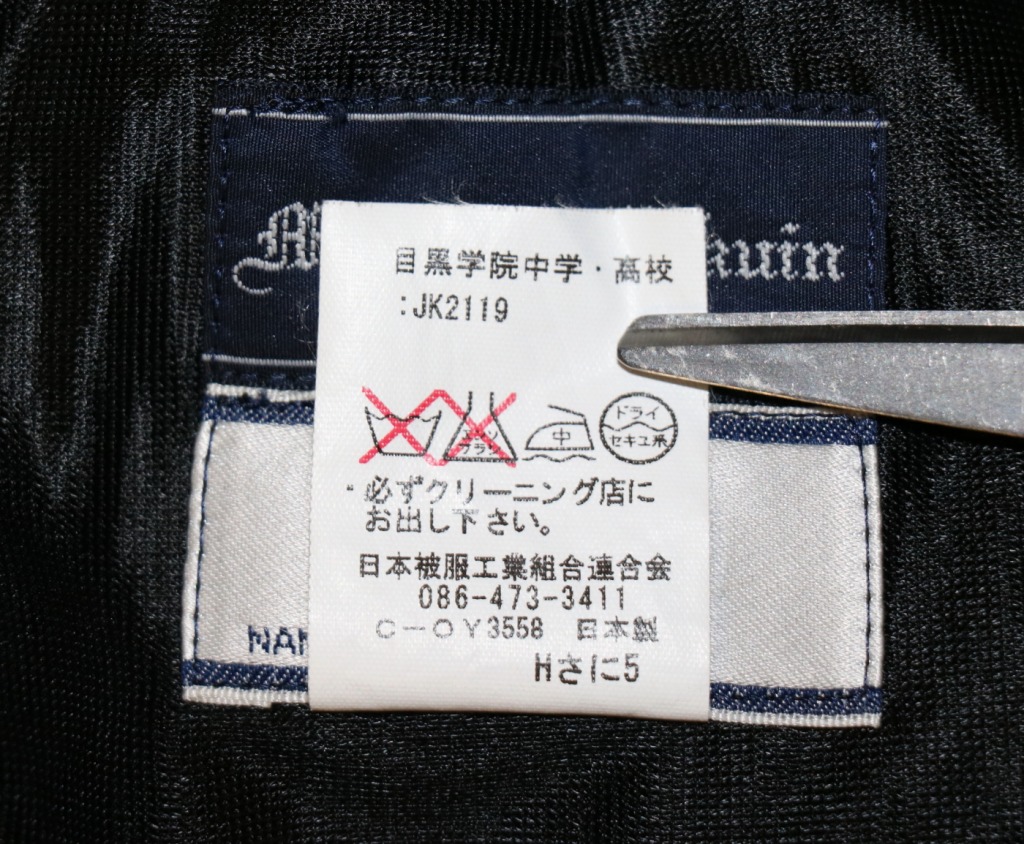 目黒学院中学・高校
:JK2119
中
ドライ
セキユ系
・必ずクリーニング店に
お出し下さい。
日本被服工業組合連合会
086-473-3411
C-OY3558 日本製
Hさに5